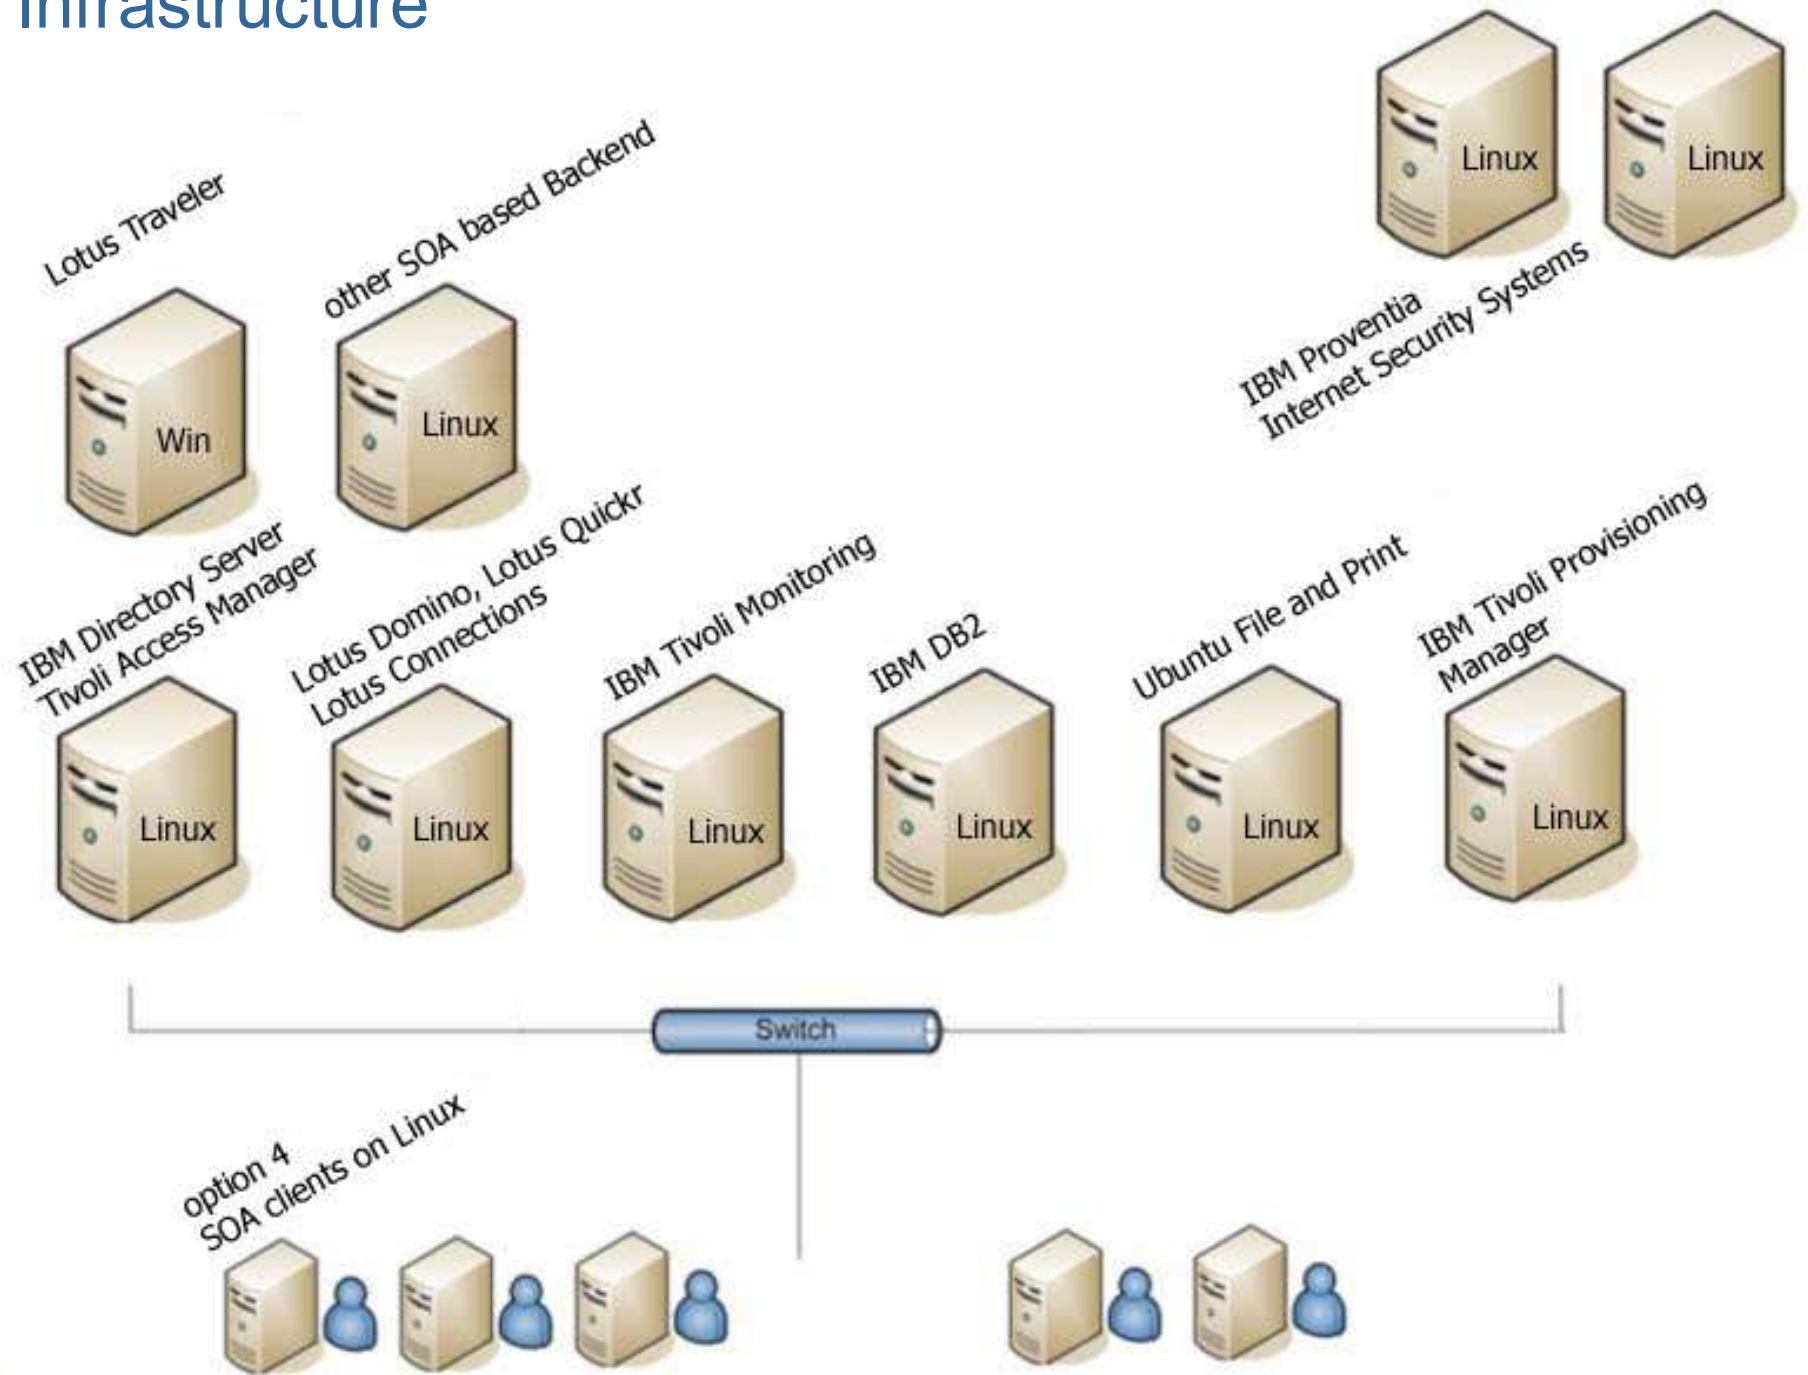 Infrastructure
Linux
Linux
Lotus Traveler
other SOA based Backend
IBM Proventia
Internet Security Systems
Win
Linux
IBM Directory Server
Tivoli Access Manager
Lotus Domino, Lotus Quickr
Lotus Connections
IBM Tivoli Monitoring
IBM DB2
Ubuntu File and Print
IBM Tivoli Provisioning
Manager
Linux
Linux
Linux
Linux
Linux
Linux
Switch
option 4
SOA clients on Linux